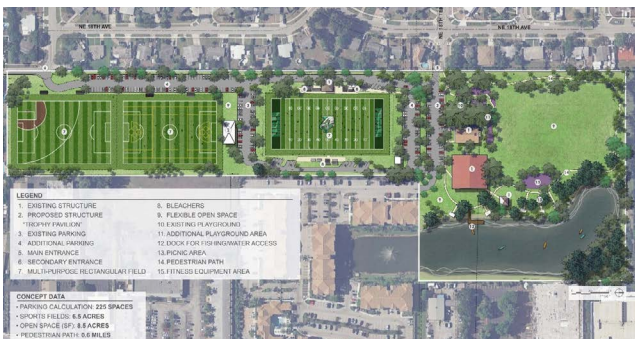 NE 16TH AVE
NE 16TH AVE
LEGEND
1. EXISTING STRUCTURE
2. PROPOSED STRUCTURE
"TROPHY PAVILION"
3. EXISTING PARKING
4. ADDITIONAL PARKING
5. MAIN ENTRANCE
6. SECONDARY ENTRANCE
7. MULTI-PURPOSE RECTANGULAR FIELD
8. BLEACHERS
9. FLEXIBLE OPEN SPACE
10. EXISTING PLAYGROUND
11. ADDITIONAL PLAYGROUND AREA
12. DOCK FOR FISHING/WATER ACCESS
13. PICNIC AREA
14. PEDESTRIAN PATH
15. FITNESS EQUIPMENT AREA
CONCEPT DATA
• PARKING CALCULATION: 225 SPACES
• SPORTS FIELDS: 6.5 ACRES
• OPEN SPACE (SF): 8.5 ACRES
• PEDESTRIAN PATH: 0.6 MILES